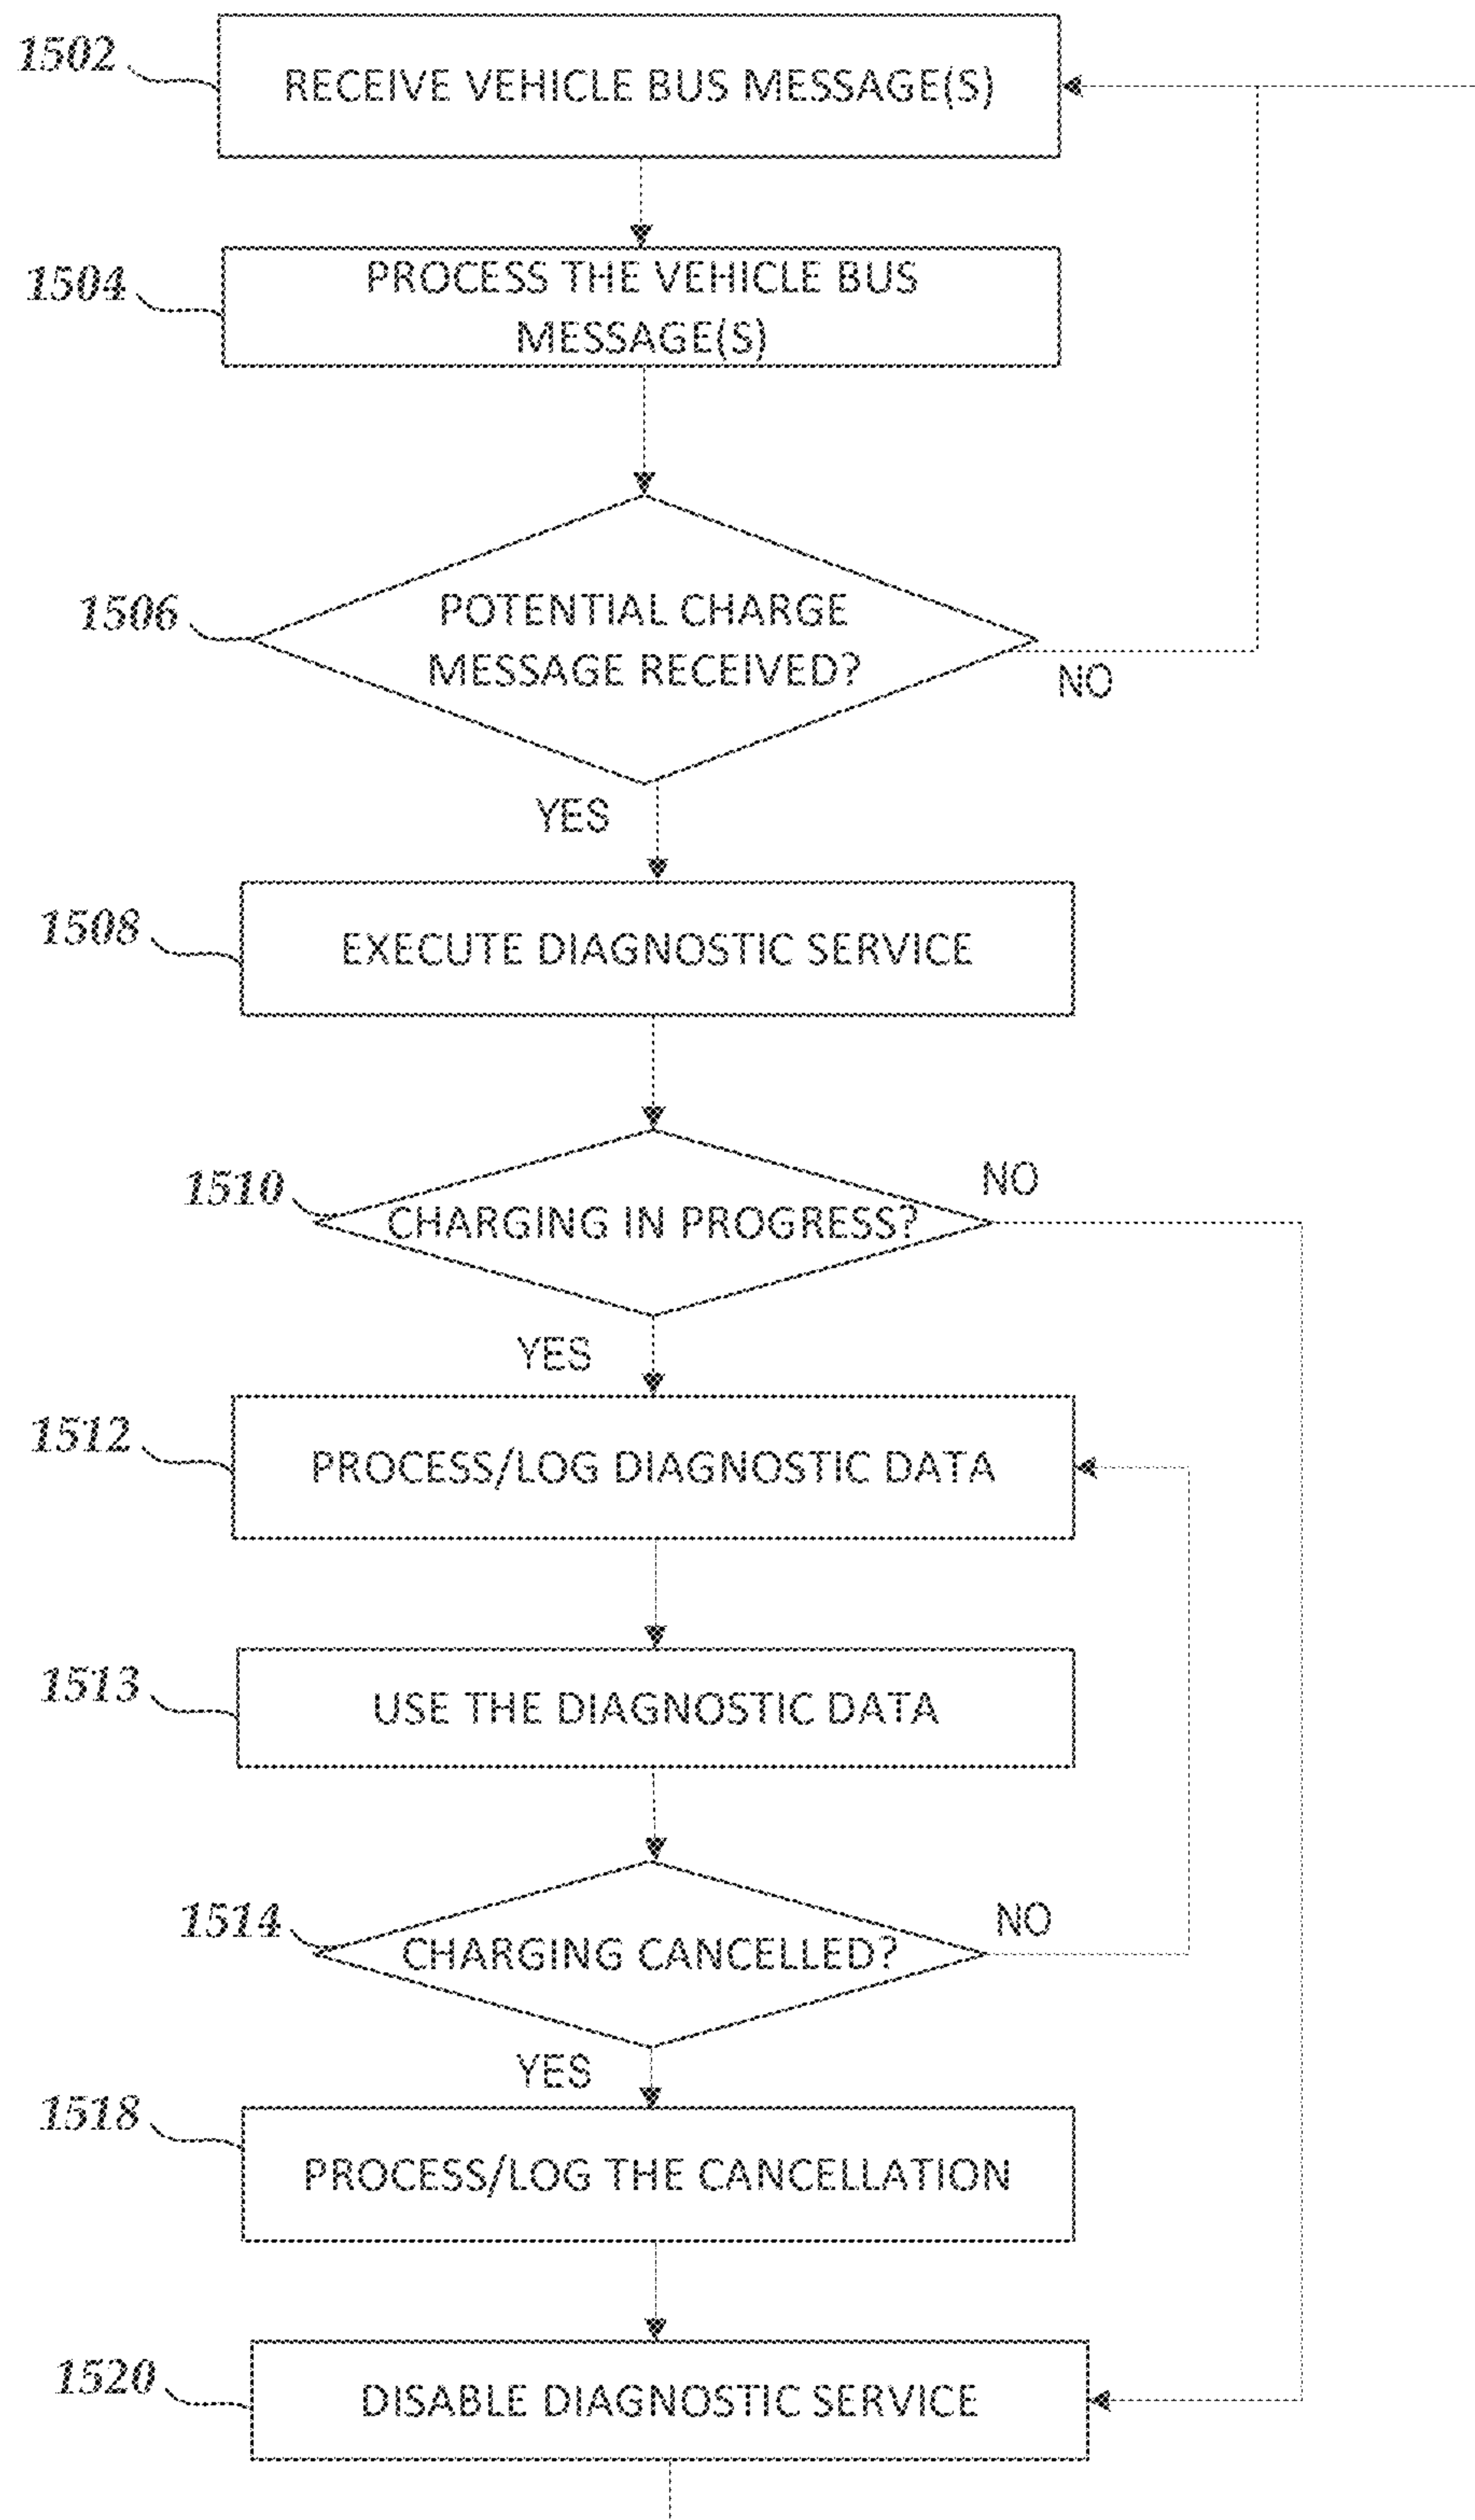 1502
RECEIVE VEHICLE BUS MESSAGE(S)
1504
PROCESS THE VEHICLE BUS
MESSAGE(S)
1506
POTENTIAL CHARGE
MESSAGE RECEIVED?
NO
YES
1508
EXECUTE DIAGNOSTIC SERVICE
1510
CHARGING IN PROGRESS?
NO
YES
1512
PROCESS/LOG DIAGNOSTIC DATA
1513
USE THE DIAGNOSTIC DATA
1514
CHARGING CANCELLED?
NO
YES
1518
PROCESS/LOG THE CANCELLATION
1520
DISABLE DIAGNOSTIC SERVICE